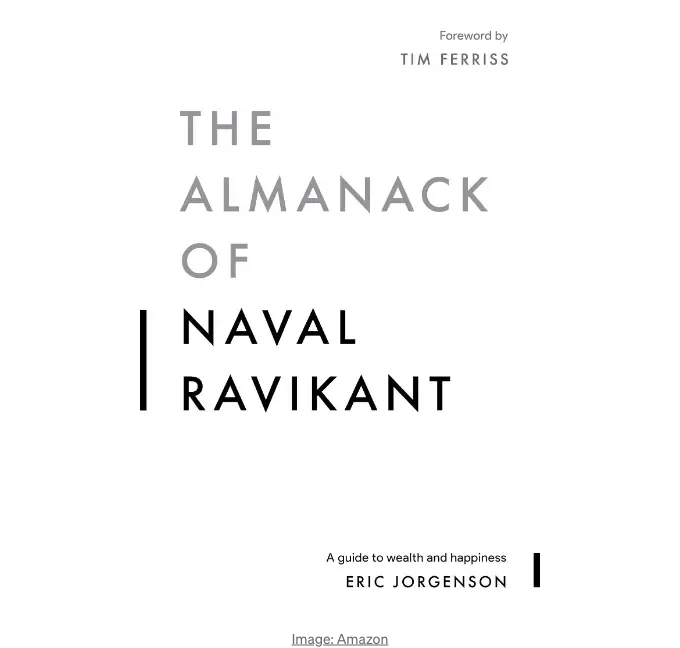 Foreword by
TIM FERRISS
THE
ALMANACK
OF
NAVAL
RAVIKANT
A guide to wealth and happiness
ERIC JORGENSON
Image: Amazon